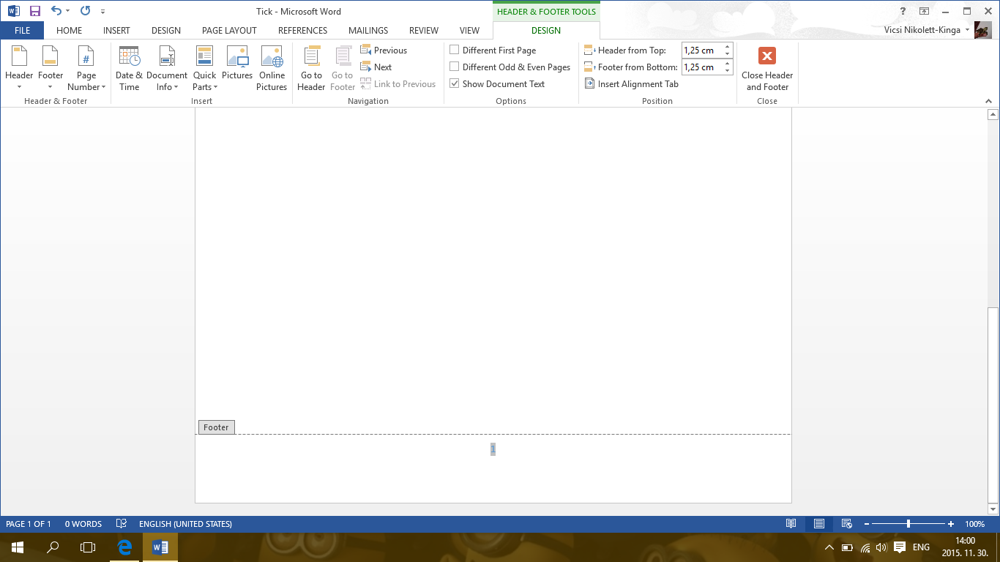 Tick - Microsoft Word
HEADER & FOOTER TOOLS
?
FILE HOME INSERT DESIGN PAGE LAYOUT REFERENCES MAILINGS REVIEW VIEW DESIGN Vicsi Nikolett-Kinga
Header
Footer
Page
Number
Header & Footer
Date &
Time
Document
Info
Quick
Parts
Pictures
Online
Pictures
Insert
Go to
Header
Go to
Footer
Previous
Next
Link to Previous
Navigation
Different First Page
Different Odd & Even Pages
Show Document Text
Options
Header from Top: 1,25 cm
Footer from Bottom: 1,25 cm
Insert Alignment Tab
Position
Close Header
and Footer
Close
Footer
1
PAGE 1 OF 1 0 WORDS ENGLISH (UNITED STATES) 100%
ENG
14:00
2015. 11. 30.